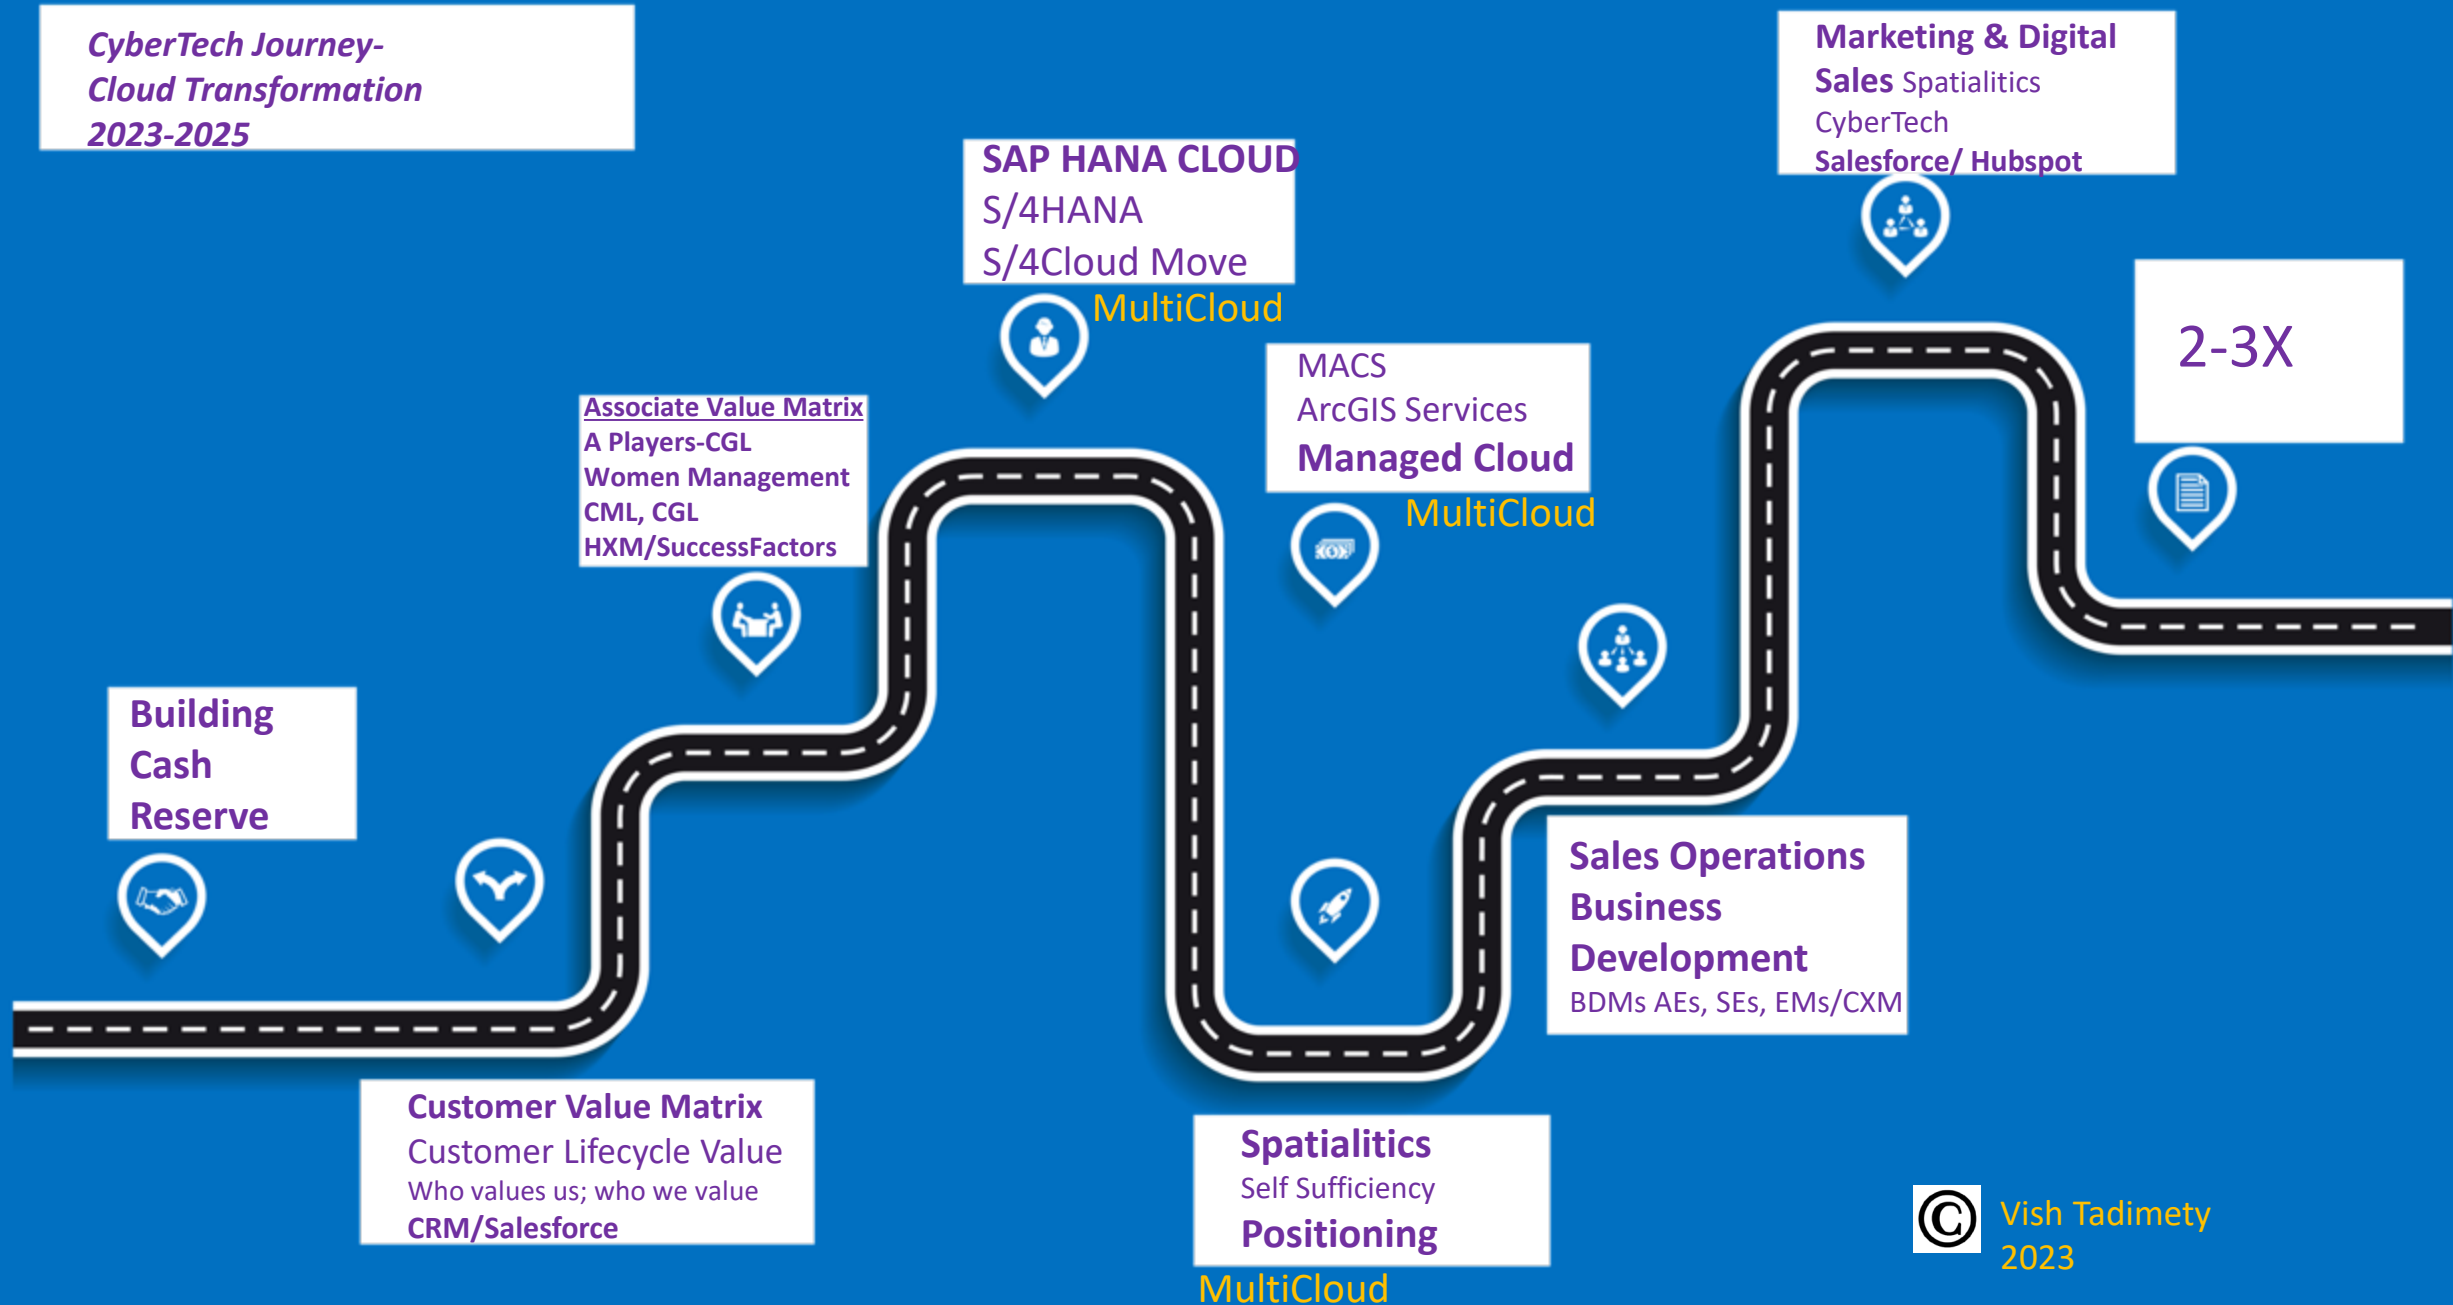 CyberTech Journey-
Cloud Transformation
2023-2025
Building
Cash
Reserve
Customer Value Matrix
Customer Lifecycle Value
Who values us; who we value
CRM/Salesforce
Associate Value Matrix
A Players-CGL
Women Management
CML, CGL
HXM/SuccessFactors
SAP HANA CLOUD
S/4HANA
S/4Cloud Move
MultiCloud
MACS
ArcGIS Services
Managed Cloud
MultiCloud
Spatialitics
Self Sufficiency
Positioning
MultiCloud
Sales Operations
Business
Development
BDMs AEs, SEs, EMs/CXM
Marketing & Digital
Sales Spatialitics
CyberTech
Salesforce/ Hubspot
2-3X
© Vish Tadimety
2023